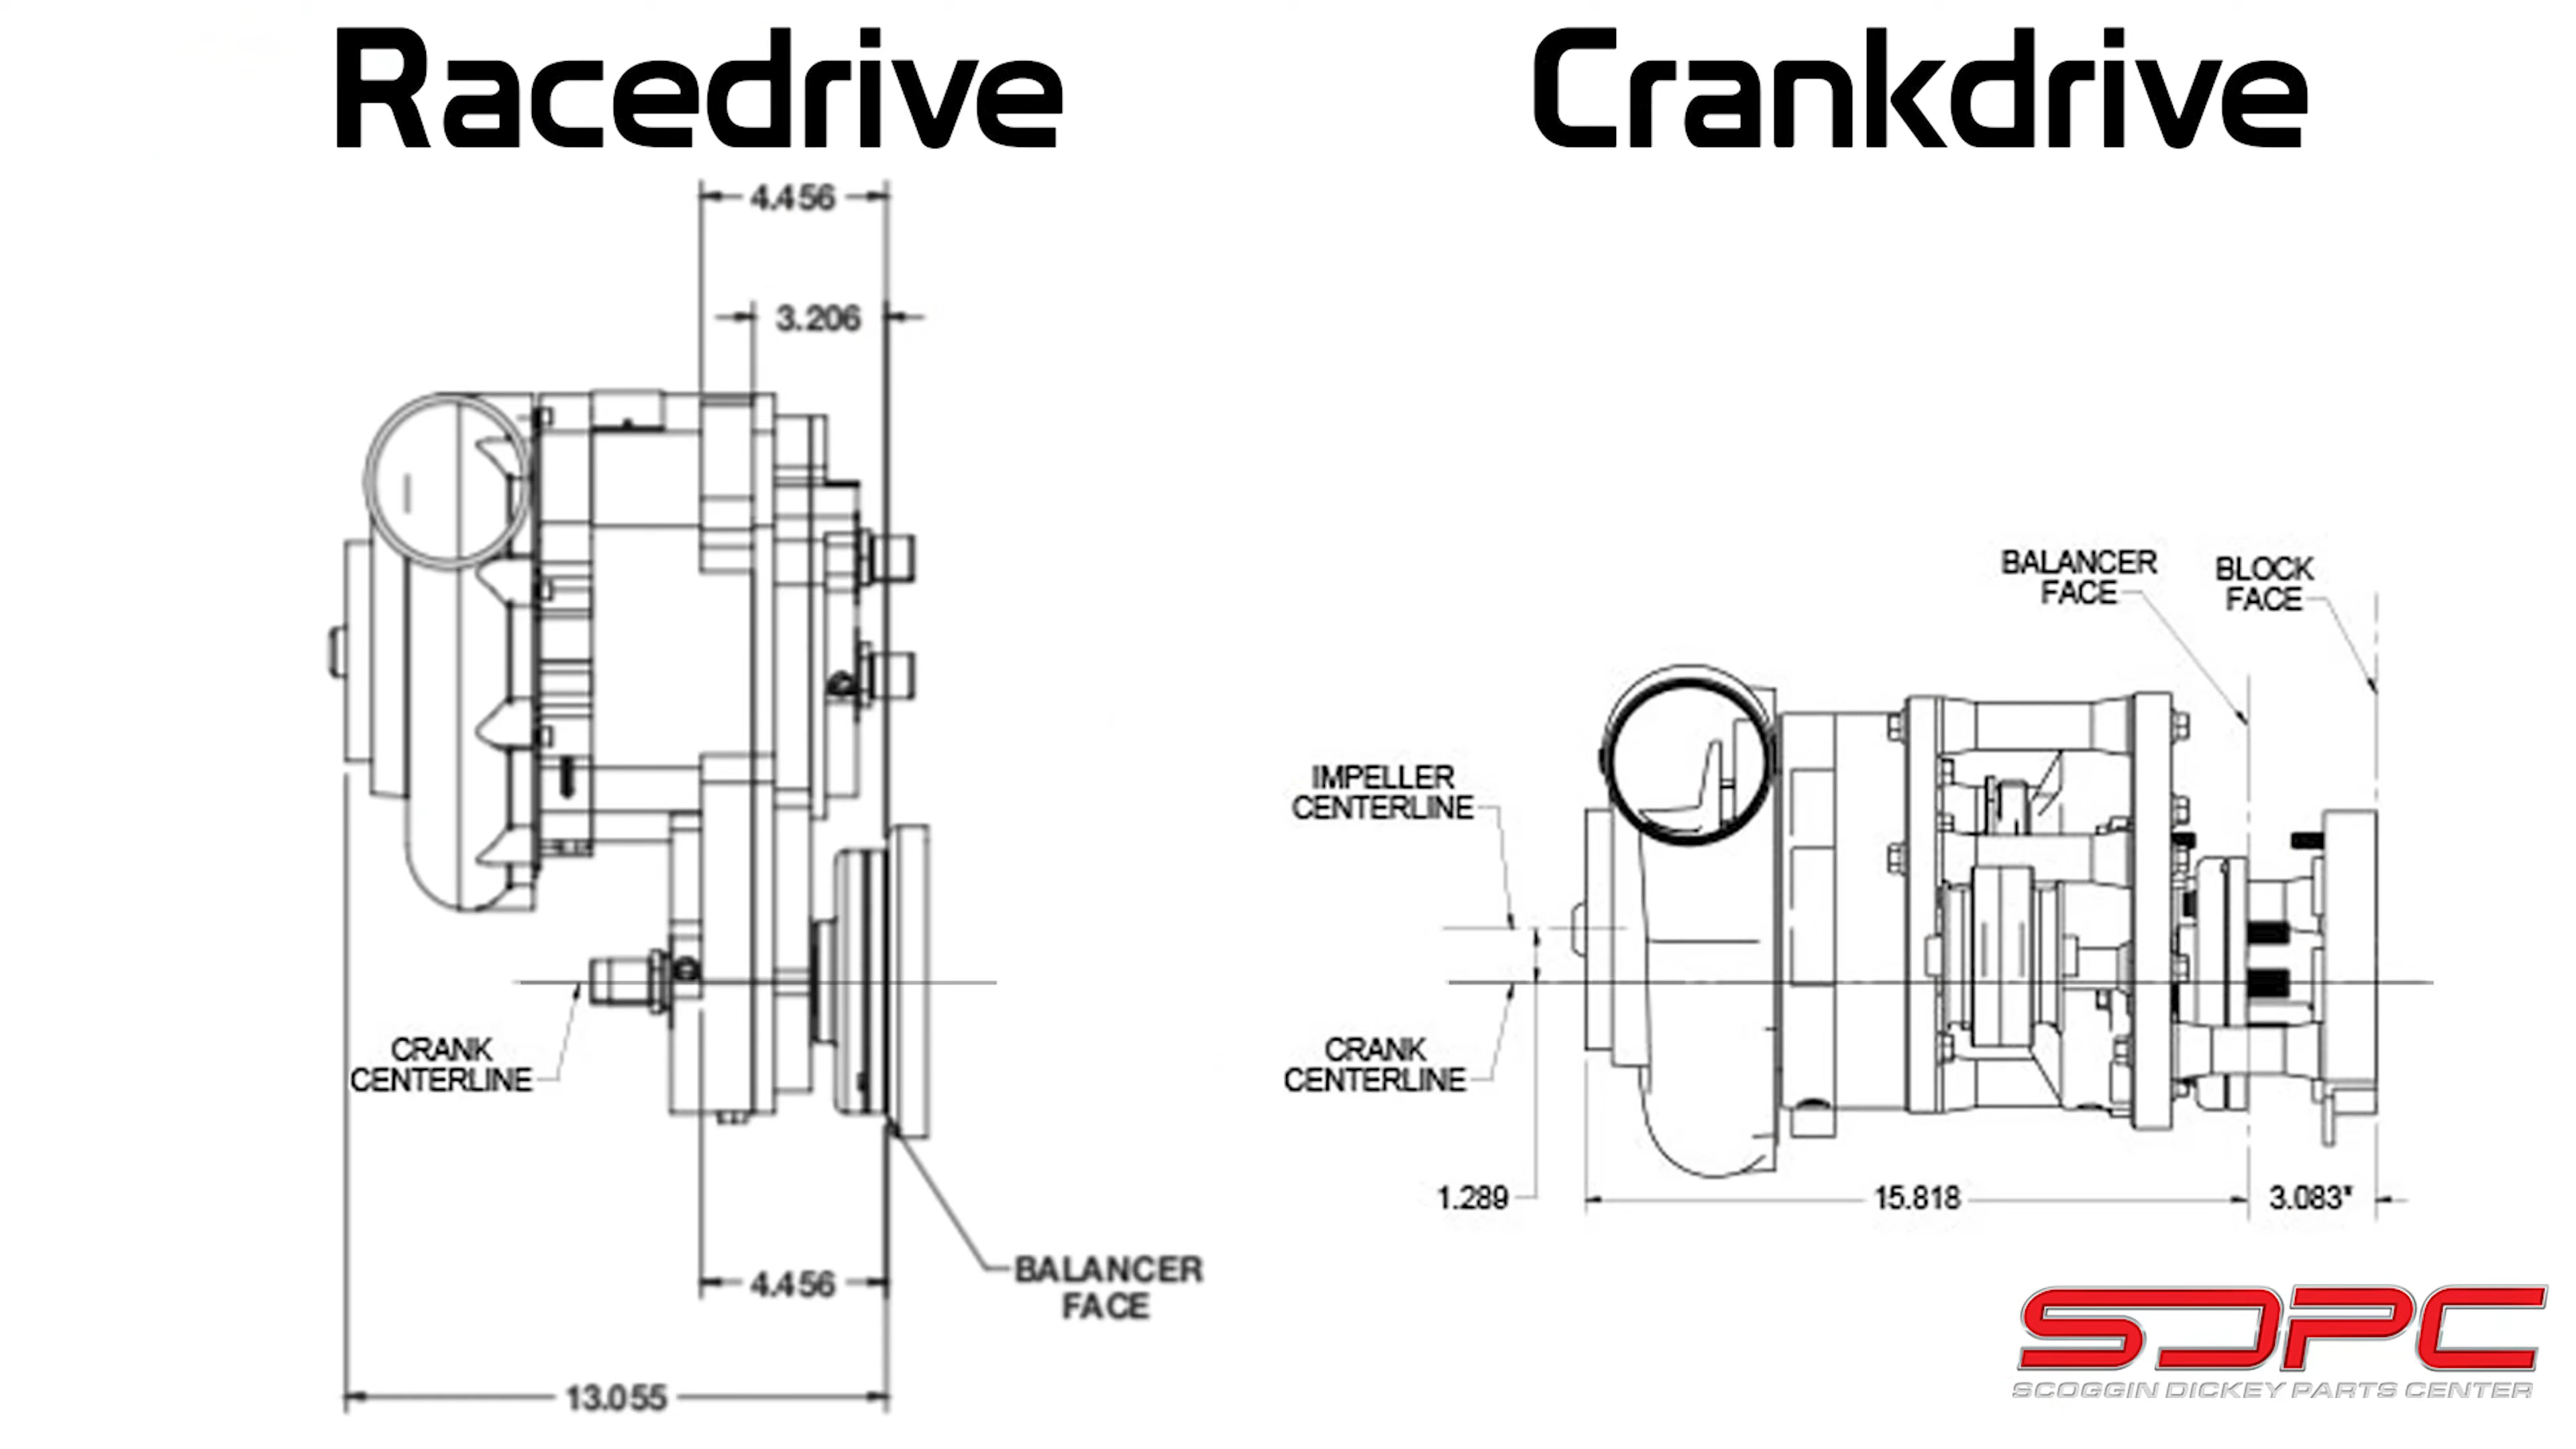 Racedrive
4.456
3.206
CRANK
CENTERLINE
4.456
BALANCER
FACE
13.055
Crankdrive
BALANCER
FACE
BLOCK
FACE
IMPELLER
CENTERLINE
CRANK
CENTERLINE
1.289
15.818
3.083*
SDPC
SCOGGIN DICKEY PARTS CENTER